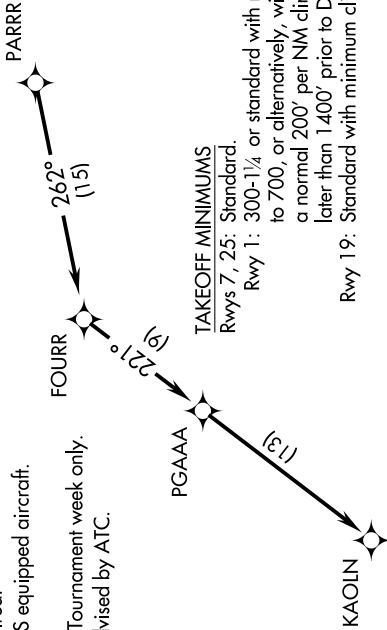 S equipped aircraft.
Tournament week only.
vised by ATC.
PARRR
262°
(15)
FOURR
221°
(9)
PGAAA
(13)
KAOLN
TAKEOFF MINIMUMS
Rwys 7, 25: Standard.
Rwy 1: 300-1¼ or standard with
to 700, or alternatively, wi
a normal 200' per NM clim
later than 1400' prior to D
Rwy 19: Standard with minimum cl